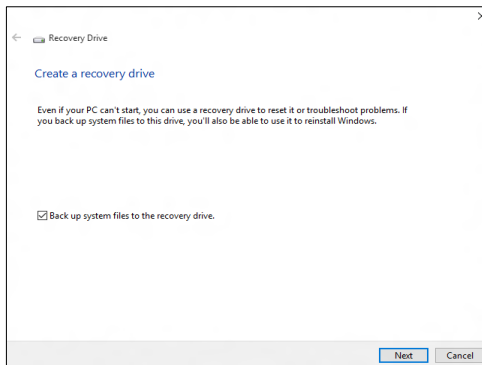 Recovery Drive
Create a recovery drive
Even if your PC can't start, you can use a recovery drive to reset it or troubleshoot problems. If
you back up system files to this drive, you'll also be able to use it to reinstall Windows.
Back up system files to the recovery drive.
Next Cancel